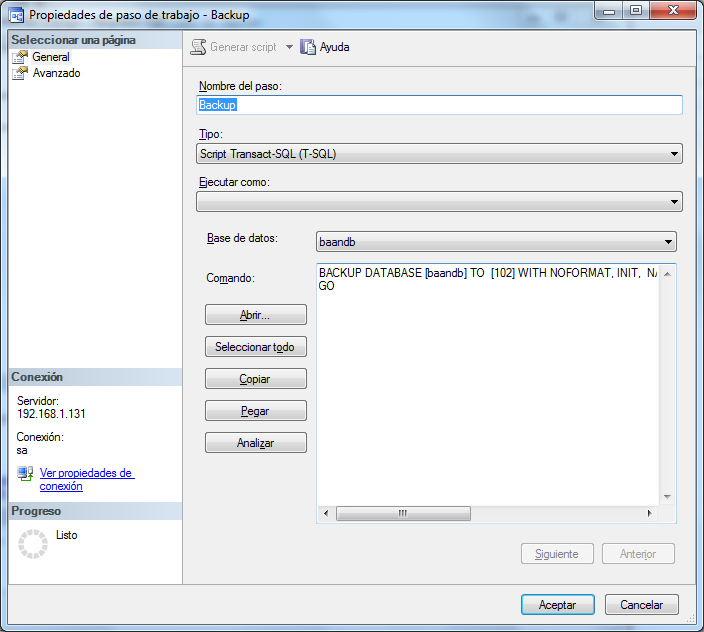 Propiedades de paso de trabajo - Backup
Seleccionar una página
General
Avanzado
Generar script
Ayuda
Nombre del paso:
Backup
Tipo:
Script Transact-SQL (T-SQL)
Ejecutar como:
Base de datos:
baandb
Comando:
BACKUP DATABASE [baandb] TO [102] WITH NOFORMAT, INIT,
GO
Abrir...
Seleccionar todo
Copiar
Pegar
Analizar
Conexión
Servidor:
192.168.1.131
Conexión:
sa
Ver propiedades de
conexión
Progreso
Listo
Siguiente
Anterior
Aceptar
Cancelar